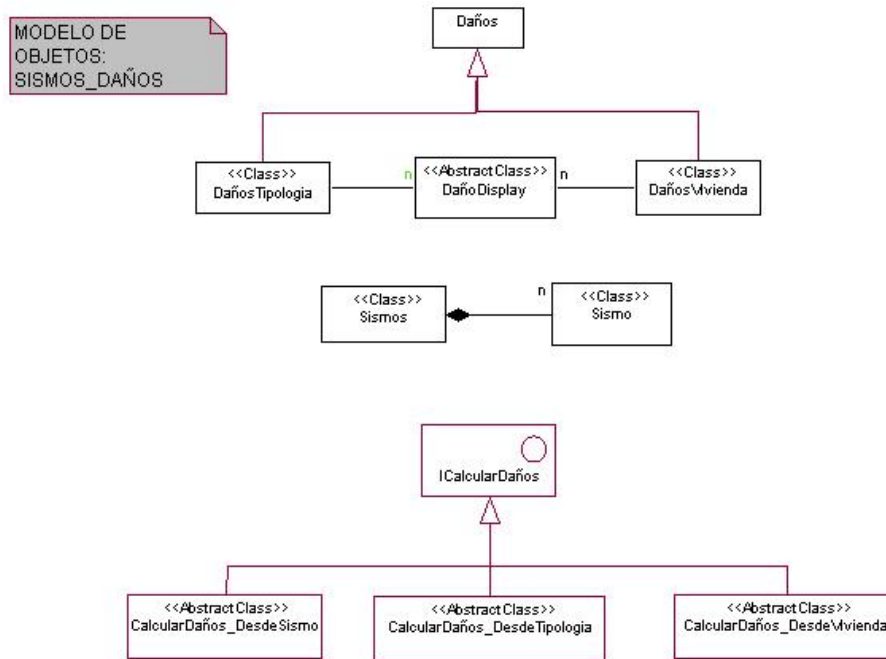 MODELO DE
OBJETOS:
SISMOS_DAÑOS
Daños
<<Class>>
DañosTipologia
n
<<AbstractClass>>
DañoDisplay
n
<<Class>>
DañosVivienda
<<Class>>
Sismos
n
<<Class>>
Sismo
ICalcularDaños
<<AbstractClass>>
CalcularDaños_DesdeSismo
<<AbstractClass>>
CalcularDaños_DesdeTipologia
<<AbstractClass>>
CalcularDaños_DesdeVivienda